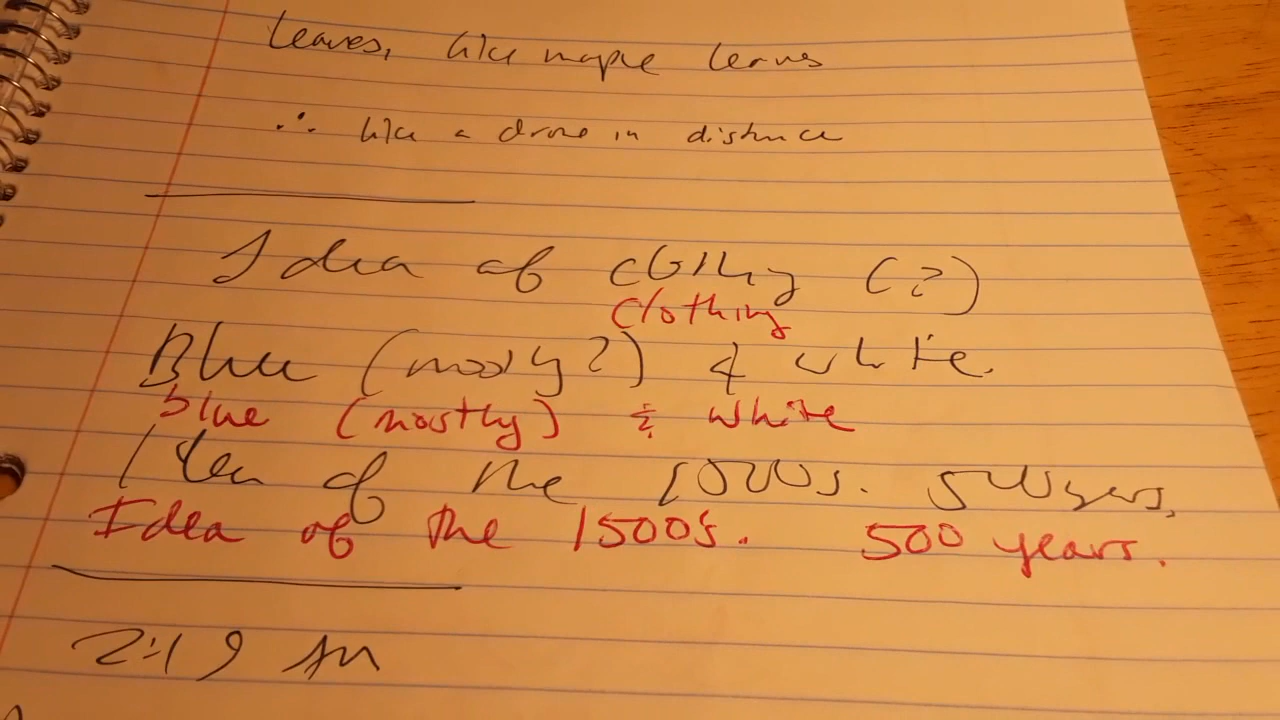 leaves, like maple leaves
∴ like a drone in distance
Idea of clothing (?)
clothing
Blue (mostly?) & white.
blue (mostly) & white
Idea of the 1500s. 500 years.
Idea of the 1500s. 500 years.
2:19 AM